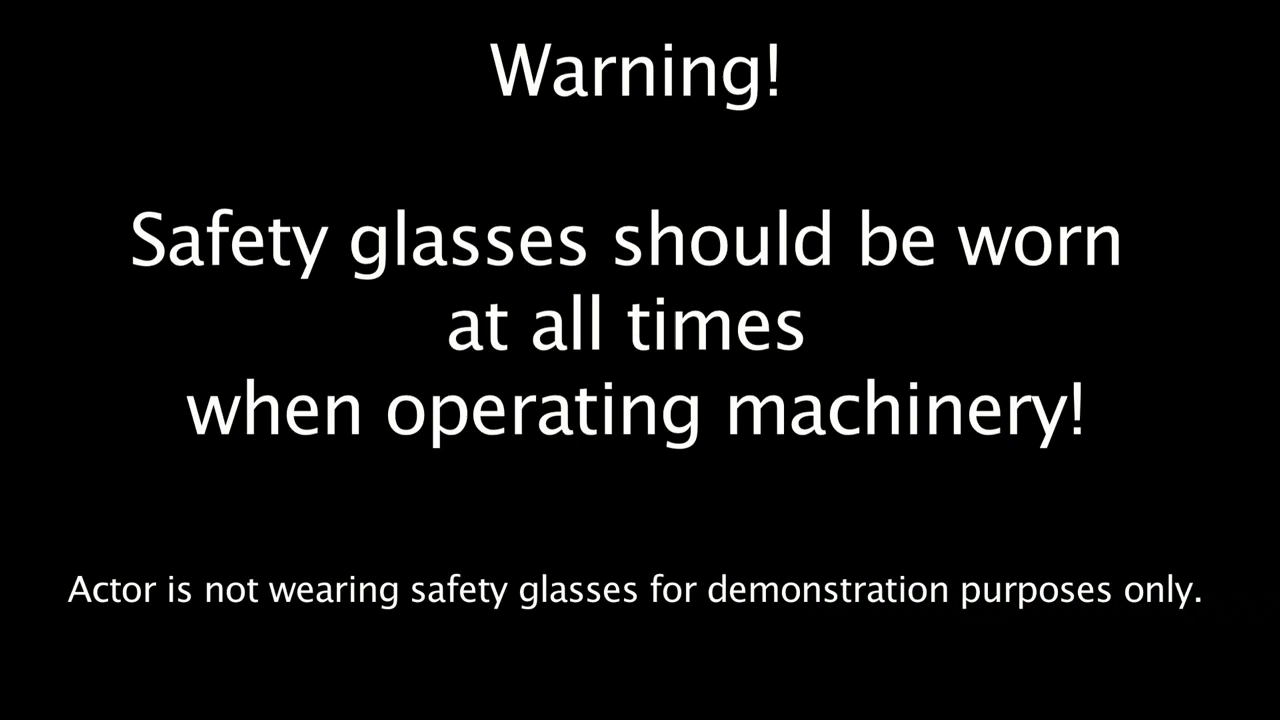 Warning!
Safety glasses should be worn
at all times
when operating machinery!
Actor is not wearing safety glasses for demonstration purposes only.